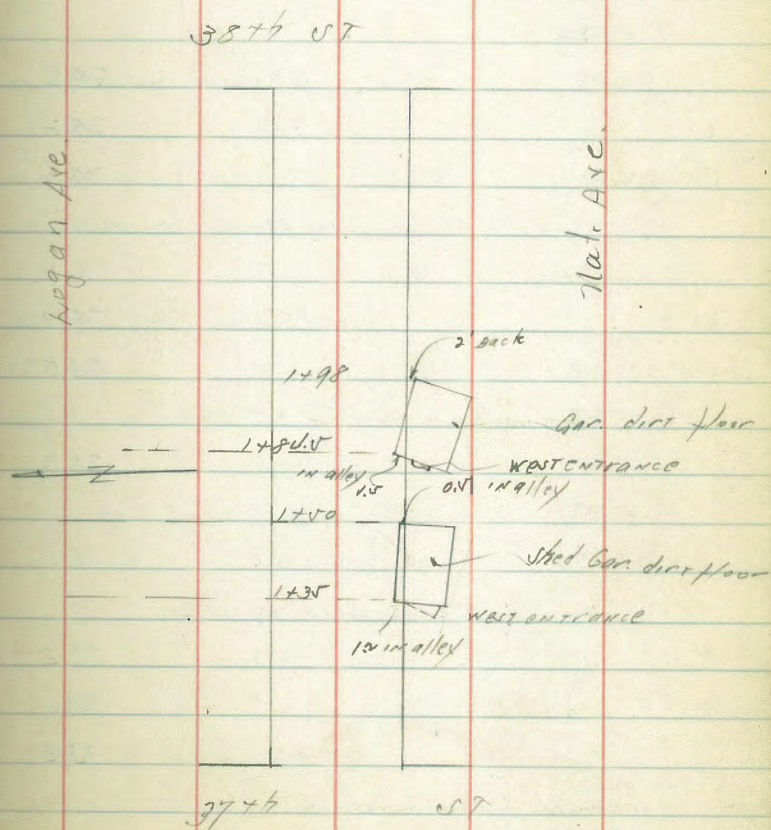 38th ST.
Logan Ave.
Nat. Ave.
2' Back
1+98
Gar. dirt floor
1+84.5
West entrance
in alley
1.5
0.5 in alley
1+50
Shed Gar. dirt floor
1+35
West entrance
in alley
37th ST